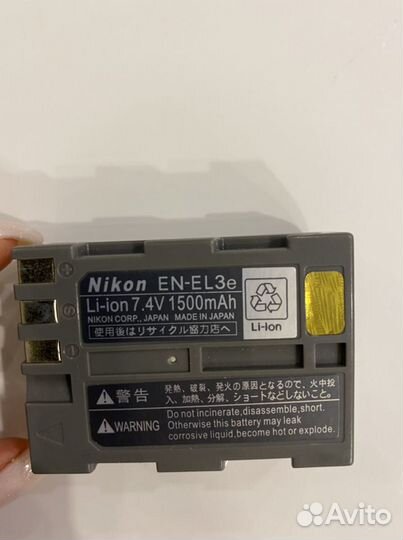 Nikon EN-EL3e
Li-ion 7.4V 1500mAh
NIKON CORP., JAPAN MADE IN JAPAN
使用後はリサイクル協力店へ
Li-Ion
警告
発熱、破裂、発火の原因となるので、火中投
入、加熱、分解、ショートなどしないこと。
WARNING
Do not incinerate,disassemble,short.
Otherwise this battery may leak
corrosive liquid,become hot or explode.
Avito